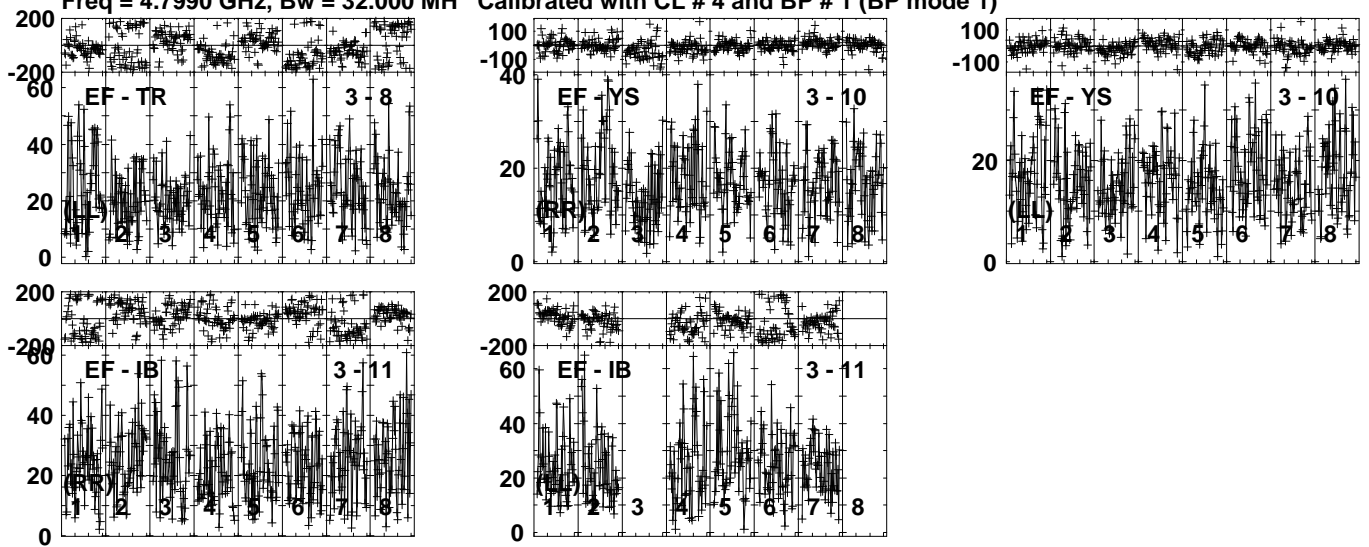 Freq = 4.7990 GHz, Bw = 32.000 MH Calibrated with CL # 4 and BP # 1 (BP mode 1)
200
-200
60
40
20
0
EF - TR 3 - 8
(LL)
1 2 3 4 5 6 7 8
100
-100
40
20
0
EF - YS 3 - 10
(RR)
1 2 3 4 5 6 7 8
100
-100
20
0
EF - YS 3 - 10
(LL)
1 2 3 4 5 6 7 8
200
-200
60
40
20
0
EF - IB 3 - 11
(RR)
1 2 3 4 5 6 7 8
200
-200
60
40
20
0
EF - IB 3 - 11
(LL)
1 2 3 4 5 6 7 8